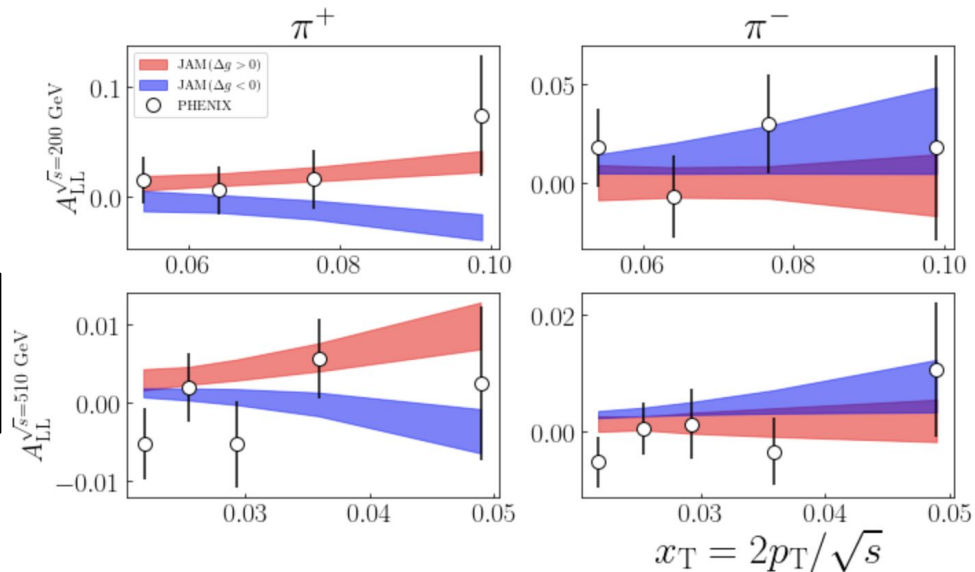 π⁺ π⁻
JAM(Δg > 0)
JAM(Δg < 0)
PHENIX
A_LL^√s=200 GeV
0.1
0.0
0.05
0.00
0.06 0.08 0.10
0.06 0.08 0.10
A_LL^√s=510 GeV
0.01
0.00
−0.01
0.02
0.00
0.03 0.04 0.05
0.03 0.04 0.05
x_T = 2p_T/√s